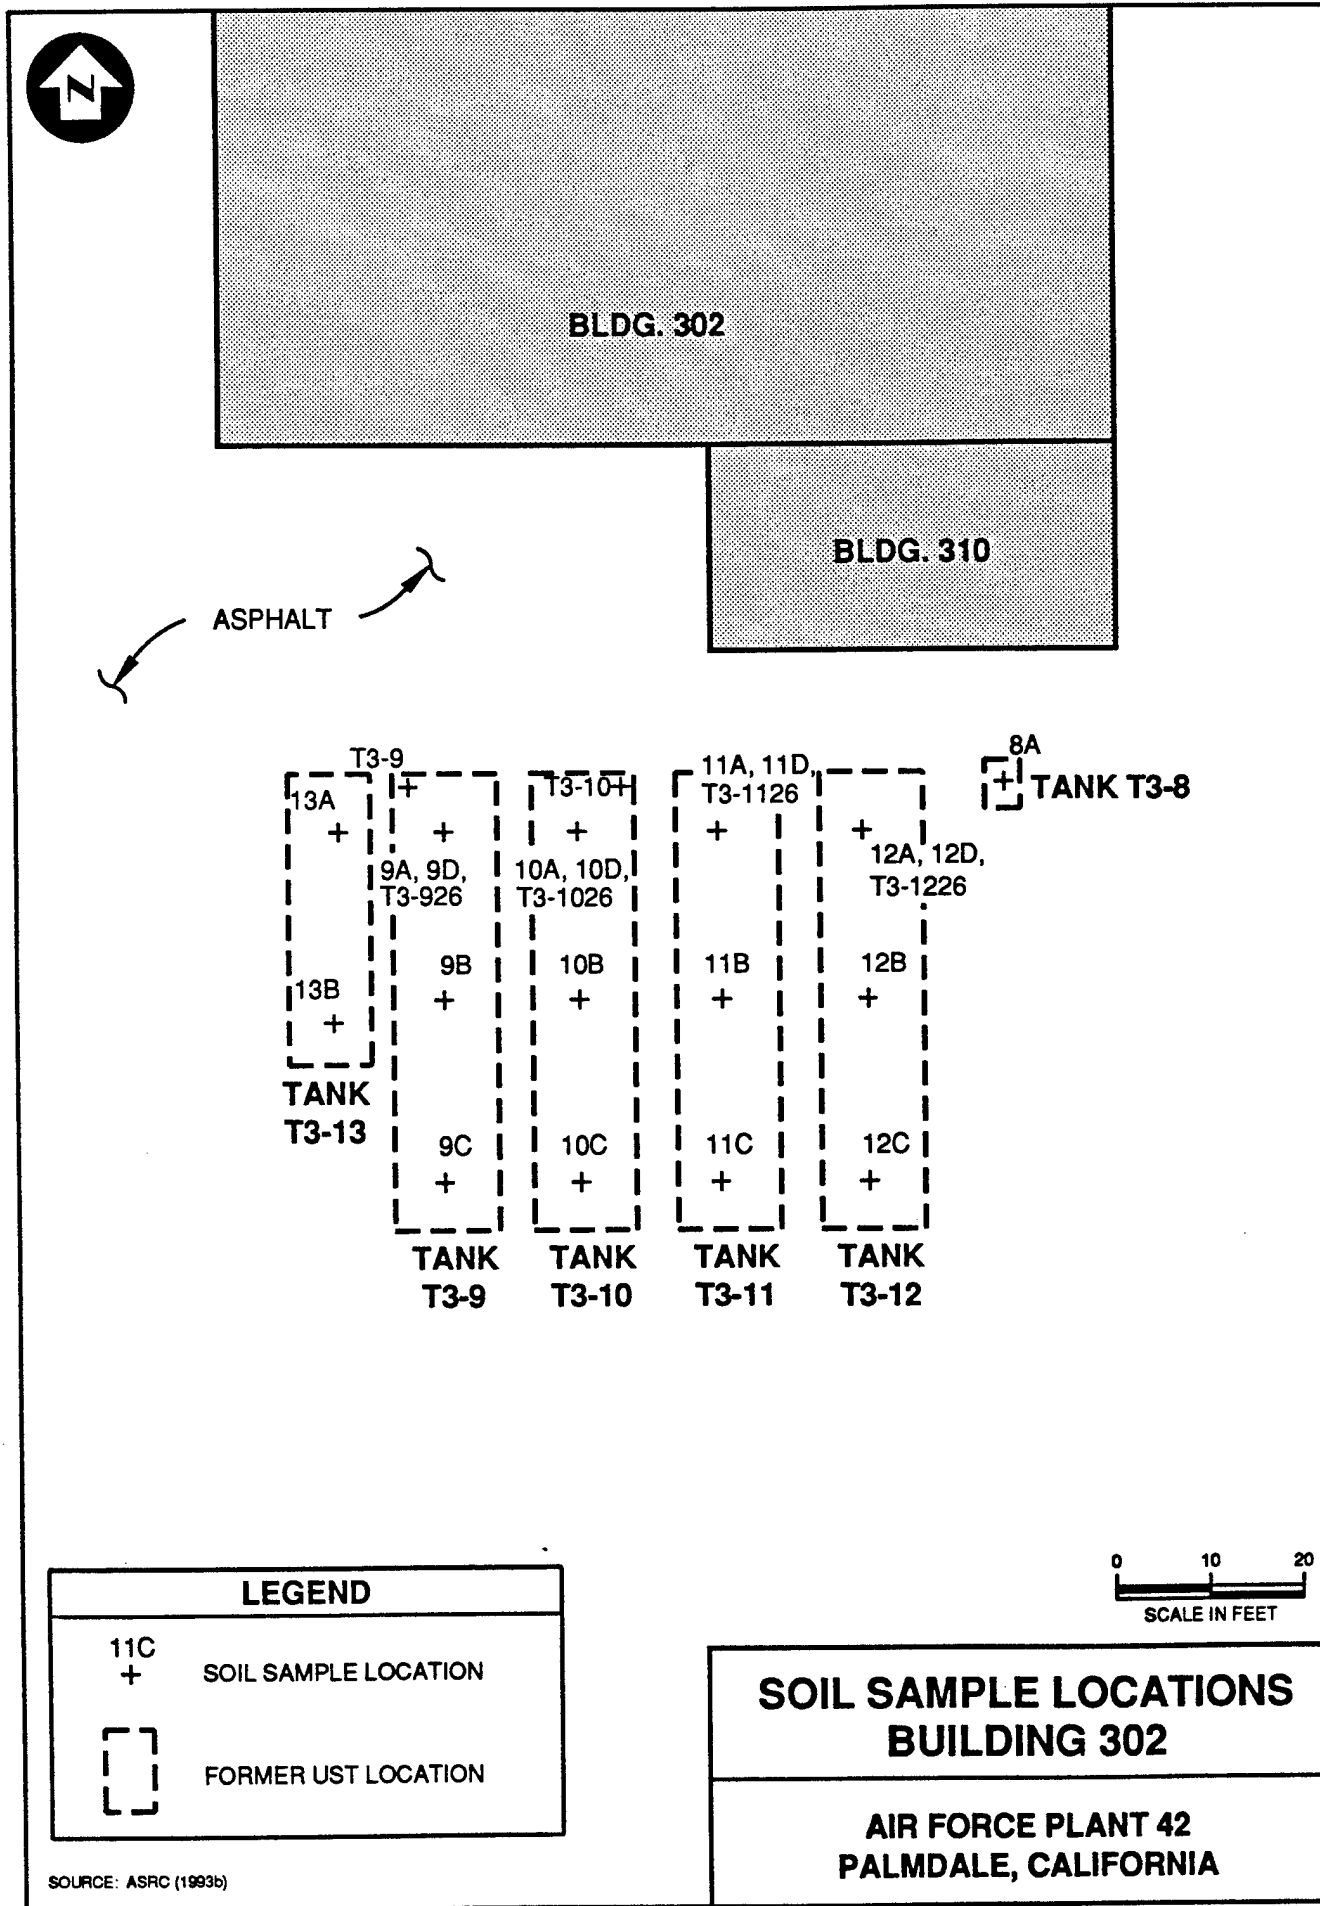 N
BLDG. 302
BLDG. 310
ASPHALT
T3-9
13A
T3-10
11A, 11D,
T3-1126
8A
TANK T3-8
9A, 9D,
T3-926
10A, 10D,
T3-1026
12A, 12D,
T3-1226
13B
9B
10B
11B
12B
TANK
T3-13
9C
10C
11C
12C
TANK
T3-9
TANK
T3-10
TANK
T3-11
TANK
T3-12
0 10 20
SCALE IN FEET
LEGEND
11C
SOIL SAMPLE LOCATION
FORMER UST LOCATION
SOURCE: ASRC (1993b)
SOIL SAMPLE LOCATIONS
BUILDING 302
AIR FORCE PLANT 42
PALMDALE, CALIFORNIA